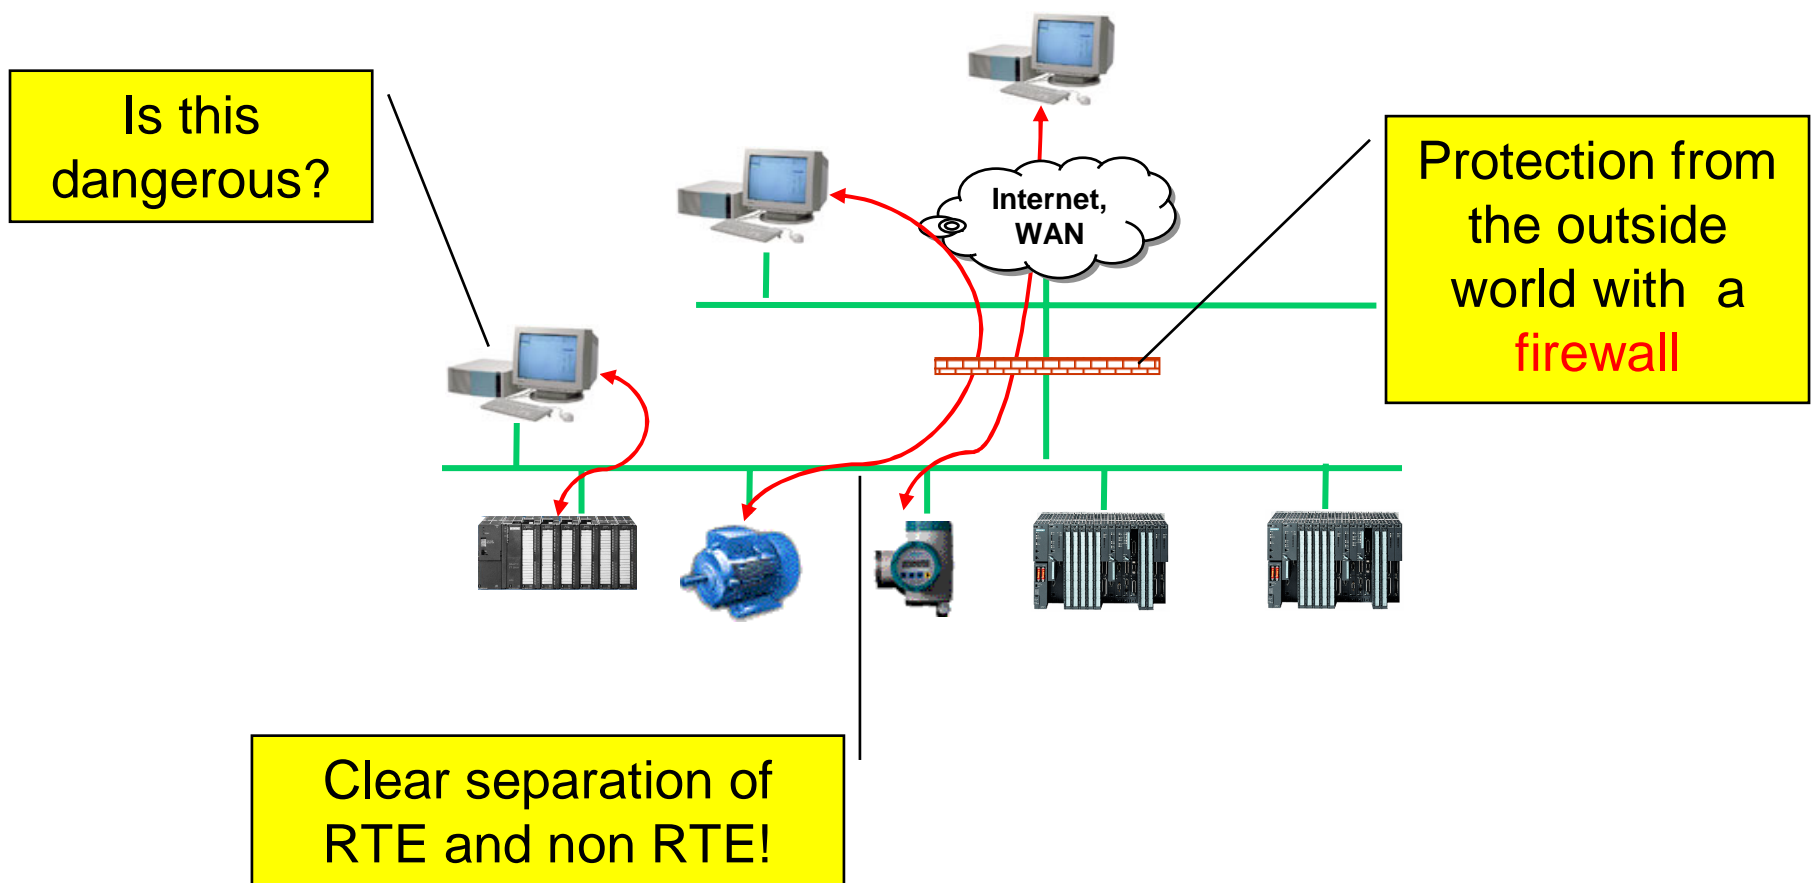 Is this
dangerous?
Internet,
WAN
Protection from
the outside
world with a
firewall
Clear separation of
RTE and non RTE!